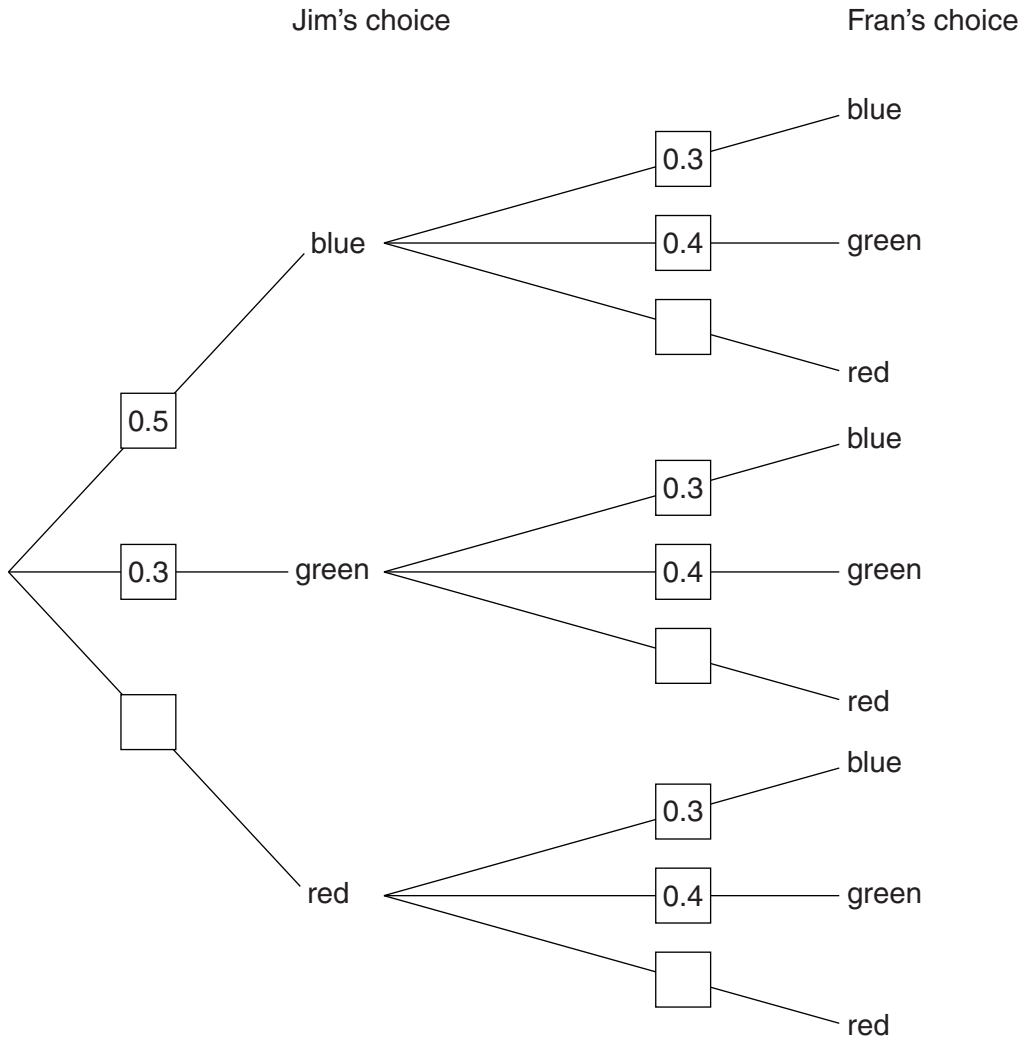 Jim’s choice
Fran’s choice
blue
0.3
blue
0.4
green
red
0.5
blue
0.3
0.3
green
0.4
green
red
blue
0.3
red
0.4
green
red